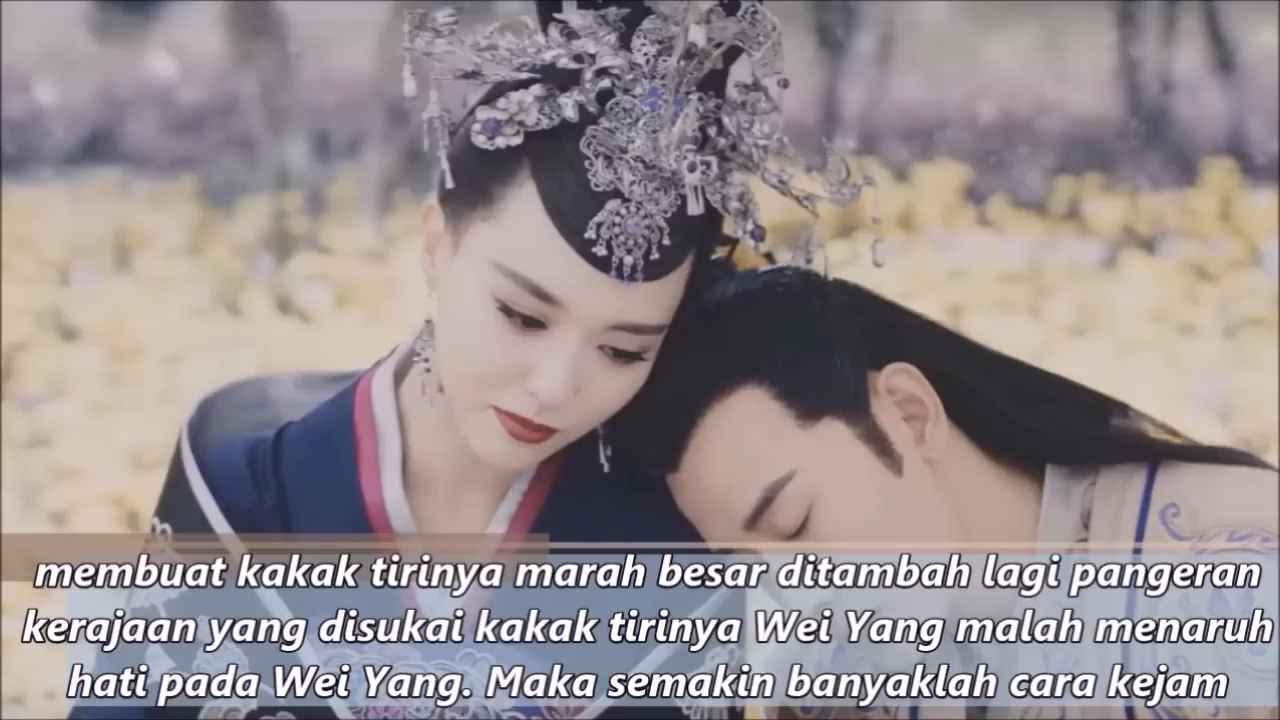 membuat kakak tirinya marah besar ditambah lagi pangeran
kerajaan yang disukai kakak tirinya Wei Yang malah menaruh
hati pada Wei Yang. Maka semakin banyaklah cara kejam